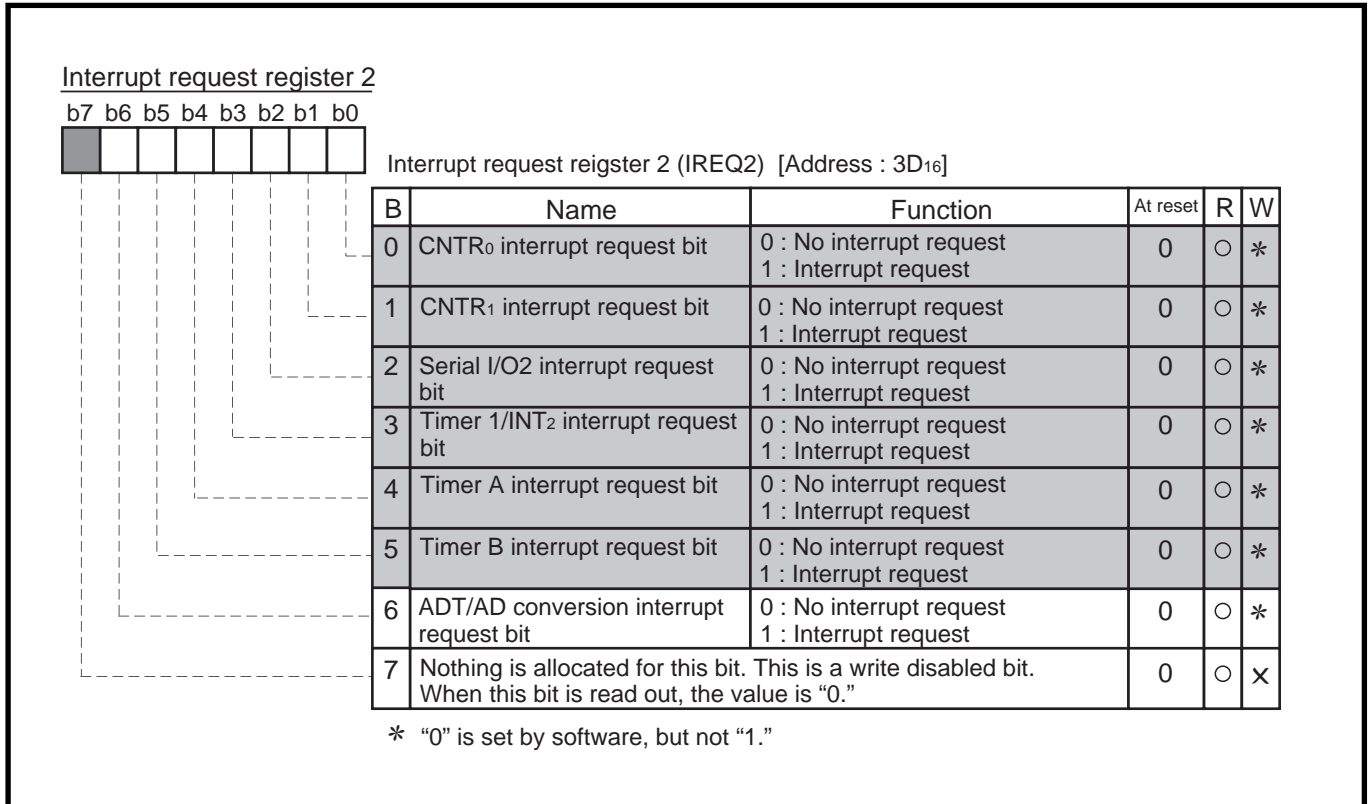 Interrupt request register 2
b7 b6 b5 b4 b3 b2 b1 b0
Interrupt request reigster 2 (IREQ2) [Address : 3D16]
B Name Function At reset R W
0 CNTR0 interrupt request bit 0 : No interrupt request 0 ○ *
1 : Interrupt request
1 CNTR1 interrupt request bit 0 : No interrupt request 0 ○ *
1 : Interrupt request
2 Serial I/O2 interrupt request 0 : No interrupt request 0 ○ *
bit 1 : Interrupt request
3 Timer 1/INT2 interrupt request 0 : No interrupt request 0 ○ *
bit 1 : Interrupt request
4 Timer A interrupt request bit 0 : No interrupt request 0 ○ *
1 : Interrupt request
5 Timer B interrupt request bit 0 : No interrupt request 0 ○ *
1 : Interrupt request
6 ADT/AD conversion interrupt 0 : No interrupt request 0 ○ *
request bit 1 : Interrupt request
7 Nothing is allocated for this bit. This is a write disabled bit. 0 ○ ×
When this bit is read out, the value is “0.”
* “0” is set by software, but not “1.”